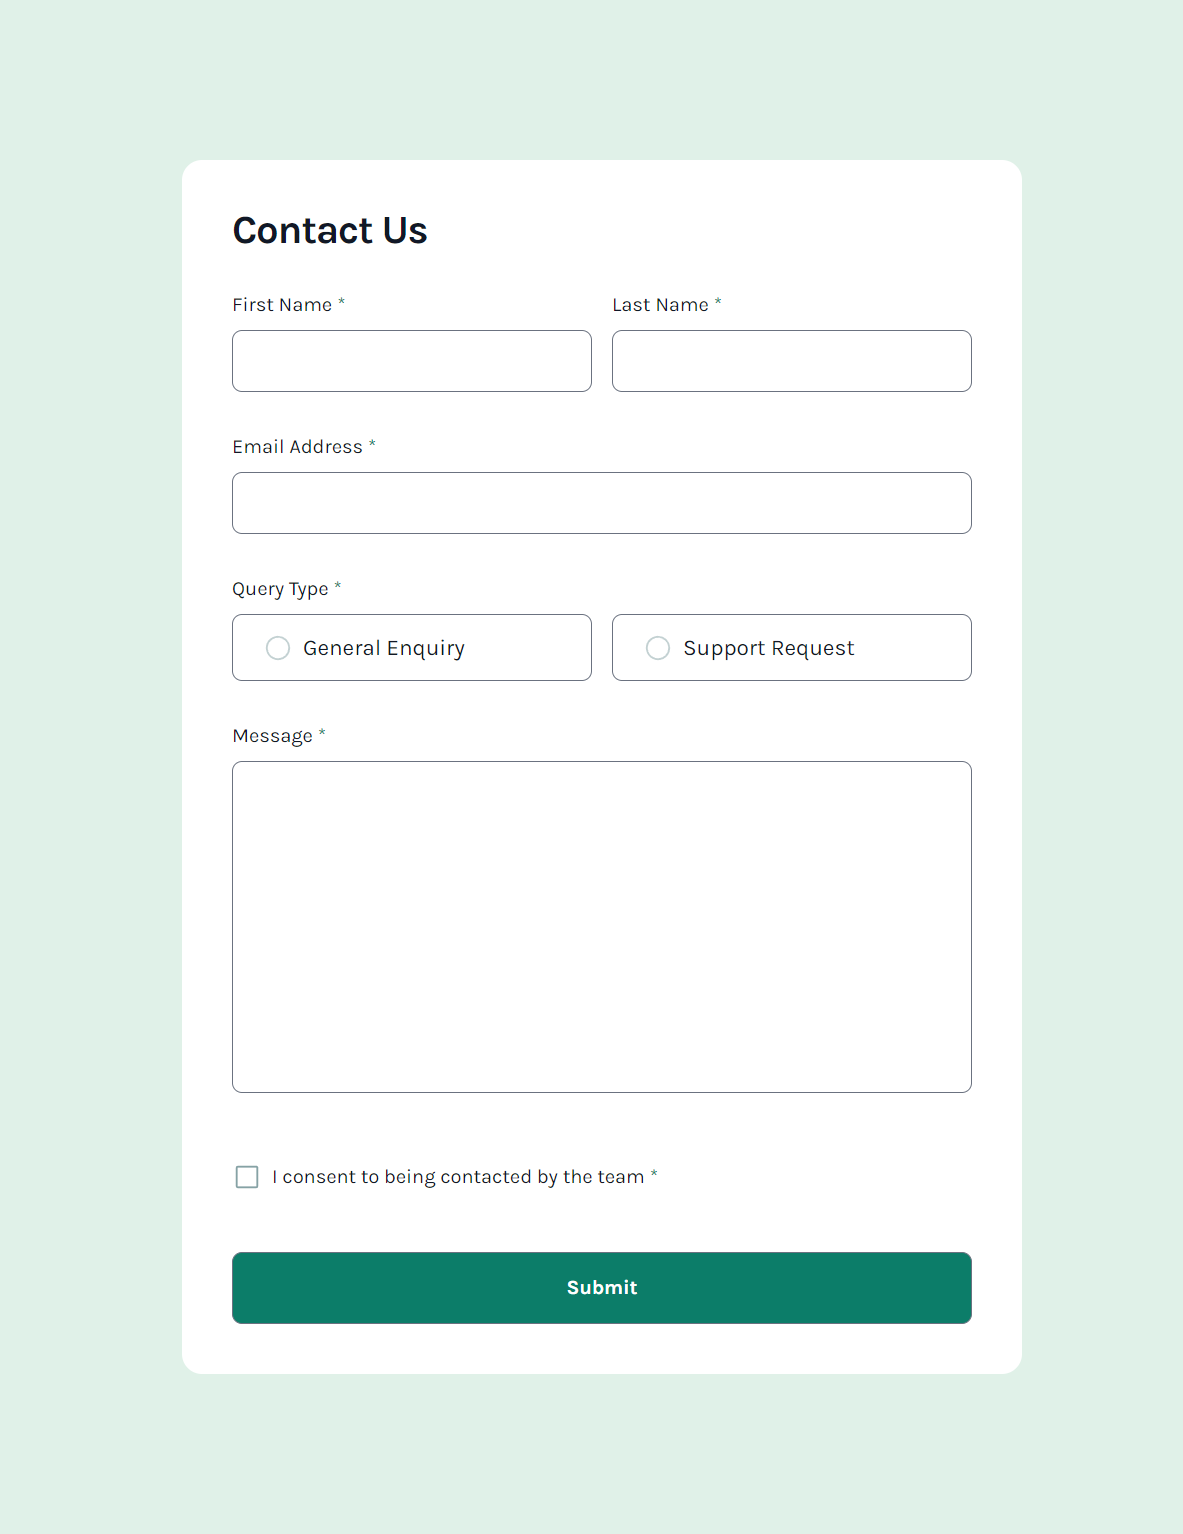 Contact Us
First Name *
Last Name *
Email Address *
Query Type *
General Enquiry
Support Request
Message *
I consent to being contacted by the team *
Submit